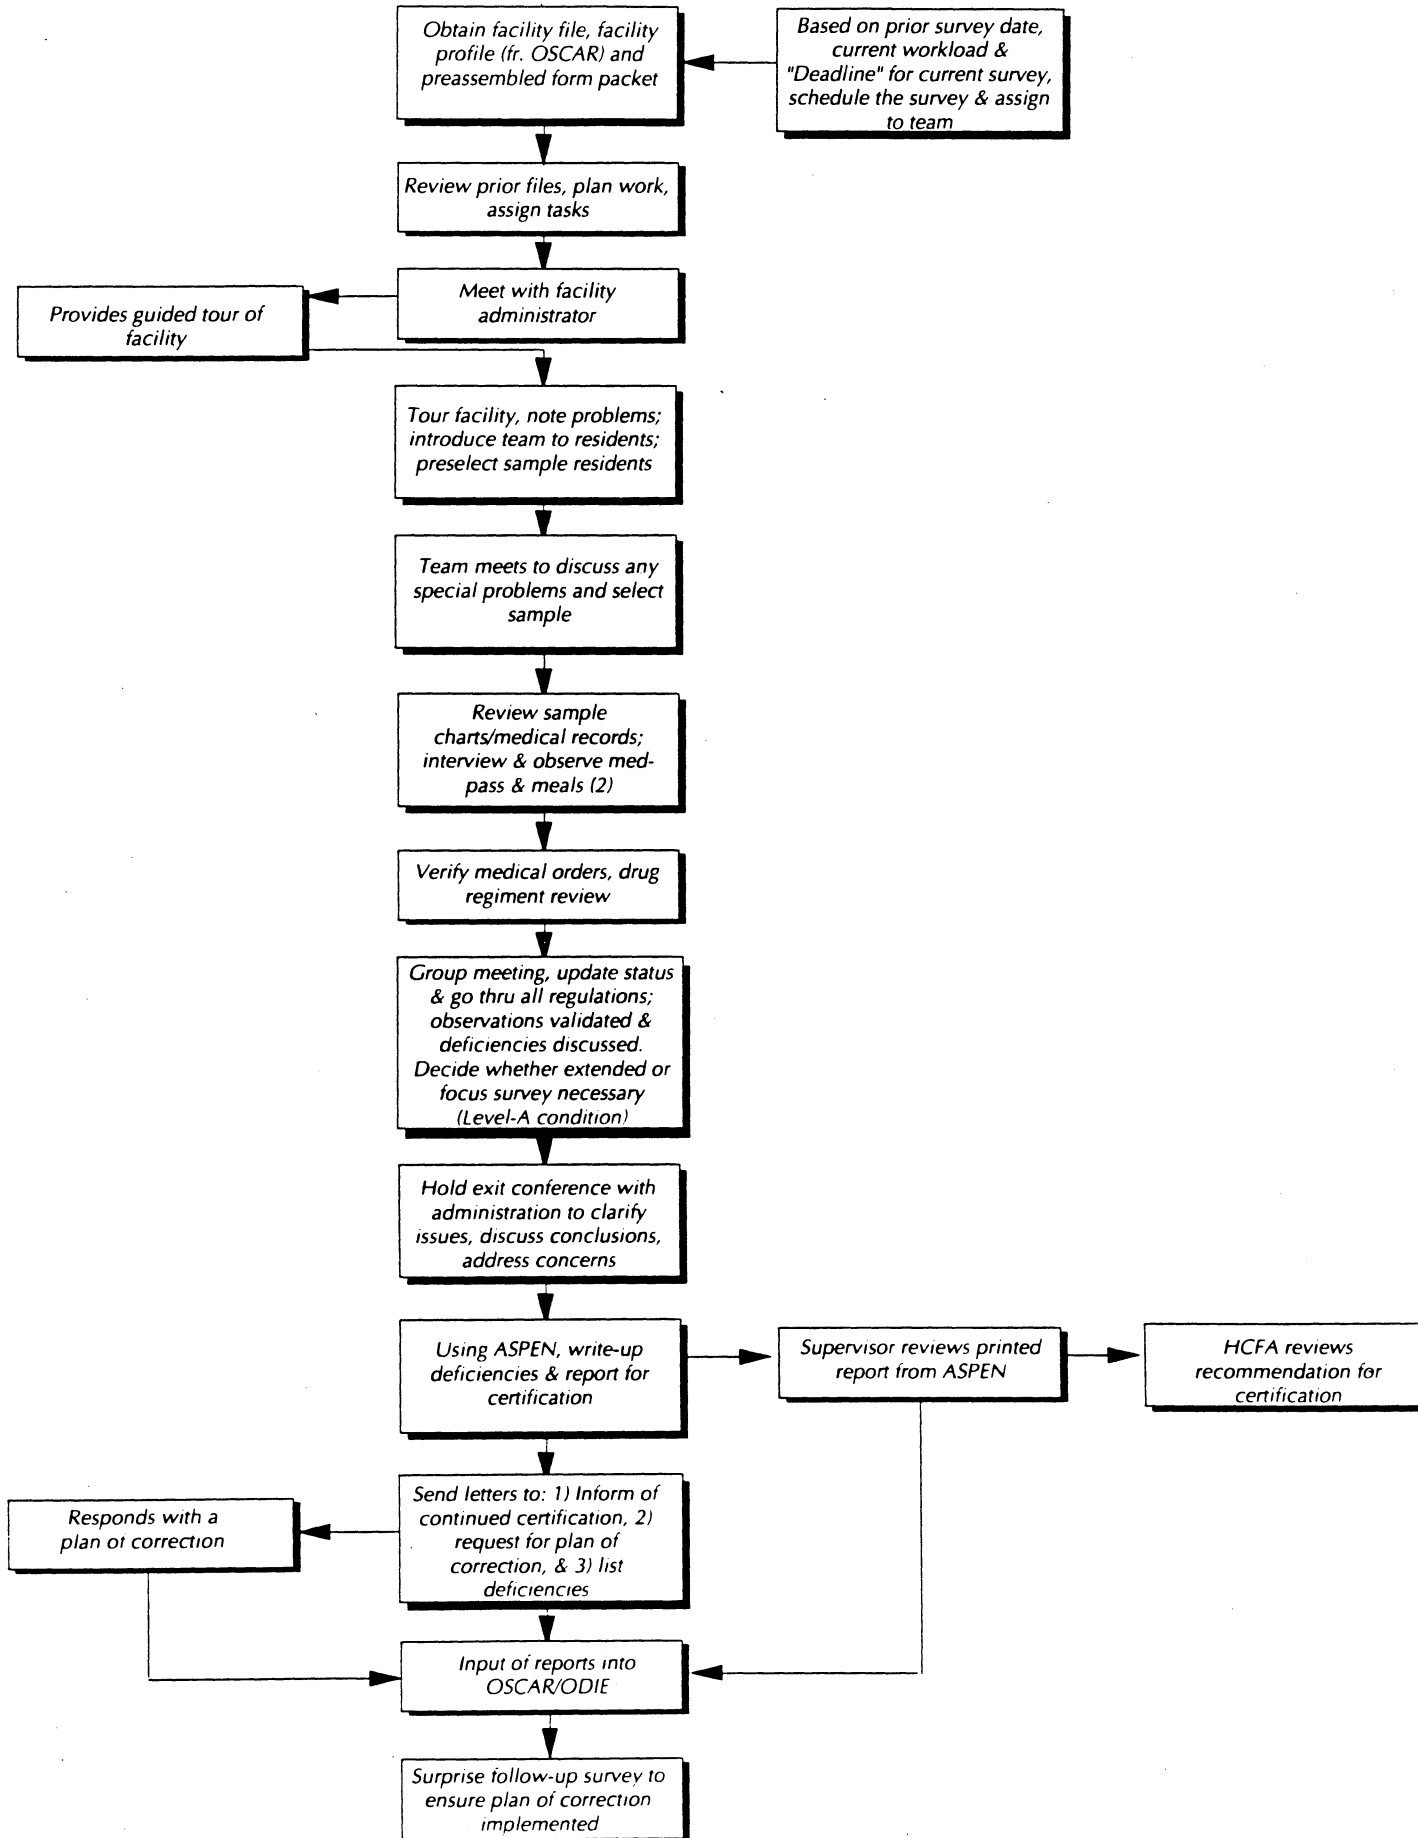 Obtain facility file, facility
profile (fr. OSCAR) and
preassembled form packet
Based on prior survey date,
current workload &
"Deadline" for current survey,
schedule the survey & assign
to team
Review prior files, plan work,
assign tasks
Meet with facility
administrator
Provides guided tour of
facility
Tour facility, note problems;
introduce team to residents;
preselect sample residents
Team meets to discuss any
special problems and select
sample
Review sample
charts/medical records;
interview & observe med-
pass & meals (2)
Verify medical orders, drug
regiment review
Group meeting, update status
& go thru all regulations;
observations validated &
deficiencies discussed.
Decide whether extended or
focus survey necessary
(Level-A condition)
Hold exit conference with
administration to clarify
issues, discuss conclusions,
address concerns
Using ASPEN, write-up
deficiencies & report for
certification
Supervisor reviews printed
report from ASPEN
HCFA reviews
recommendation for
certification
Send letters to: 1) Inform of
continued certification, 2)
request for plan of
correction, & 3) list
deficiencies
Responds with a
plan of correction
Input of reports into
OSCAR/ODIE
Surprise follow-up survey to
ensure plan of correction
implemented